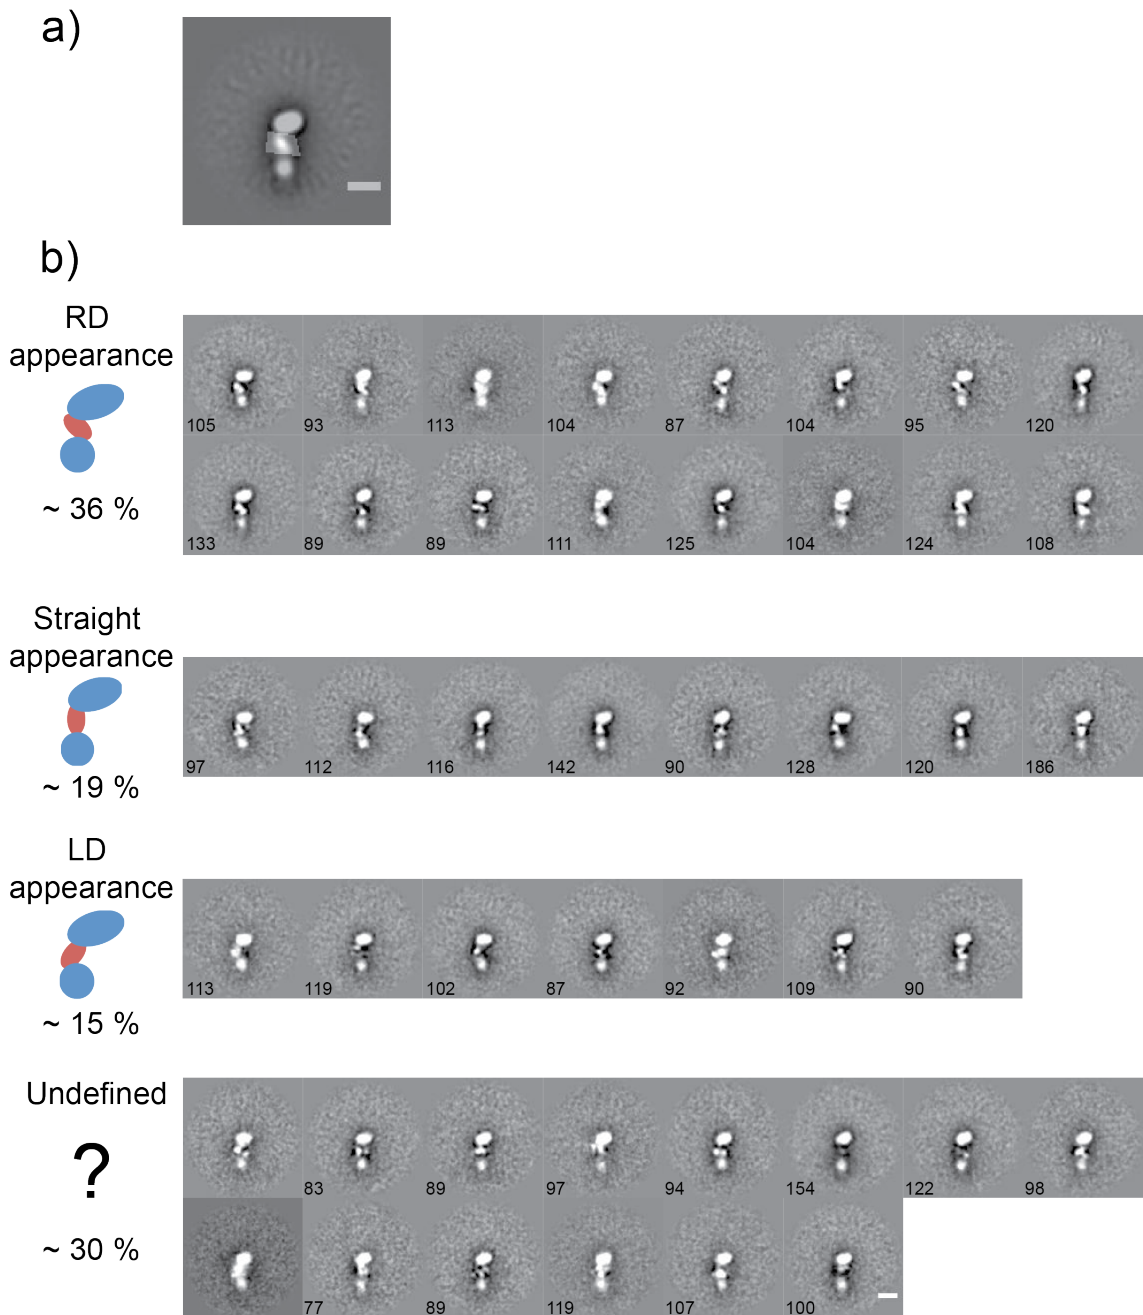 a)
b)
RD
appearance
~ 36 %
105 93 113 104 87 104 95 120
133 89 89 111 125 104 124 108
Straight
appearance
~ 19 %
97 112 116 142 90 128 120 186
LD
appearance
~ 15 %
113 119 102 87 92 109 90
Undefined
?
~ 30 %
83 89 97 94 154 122 98
77 89 119 107 100